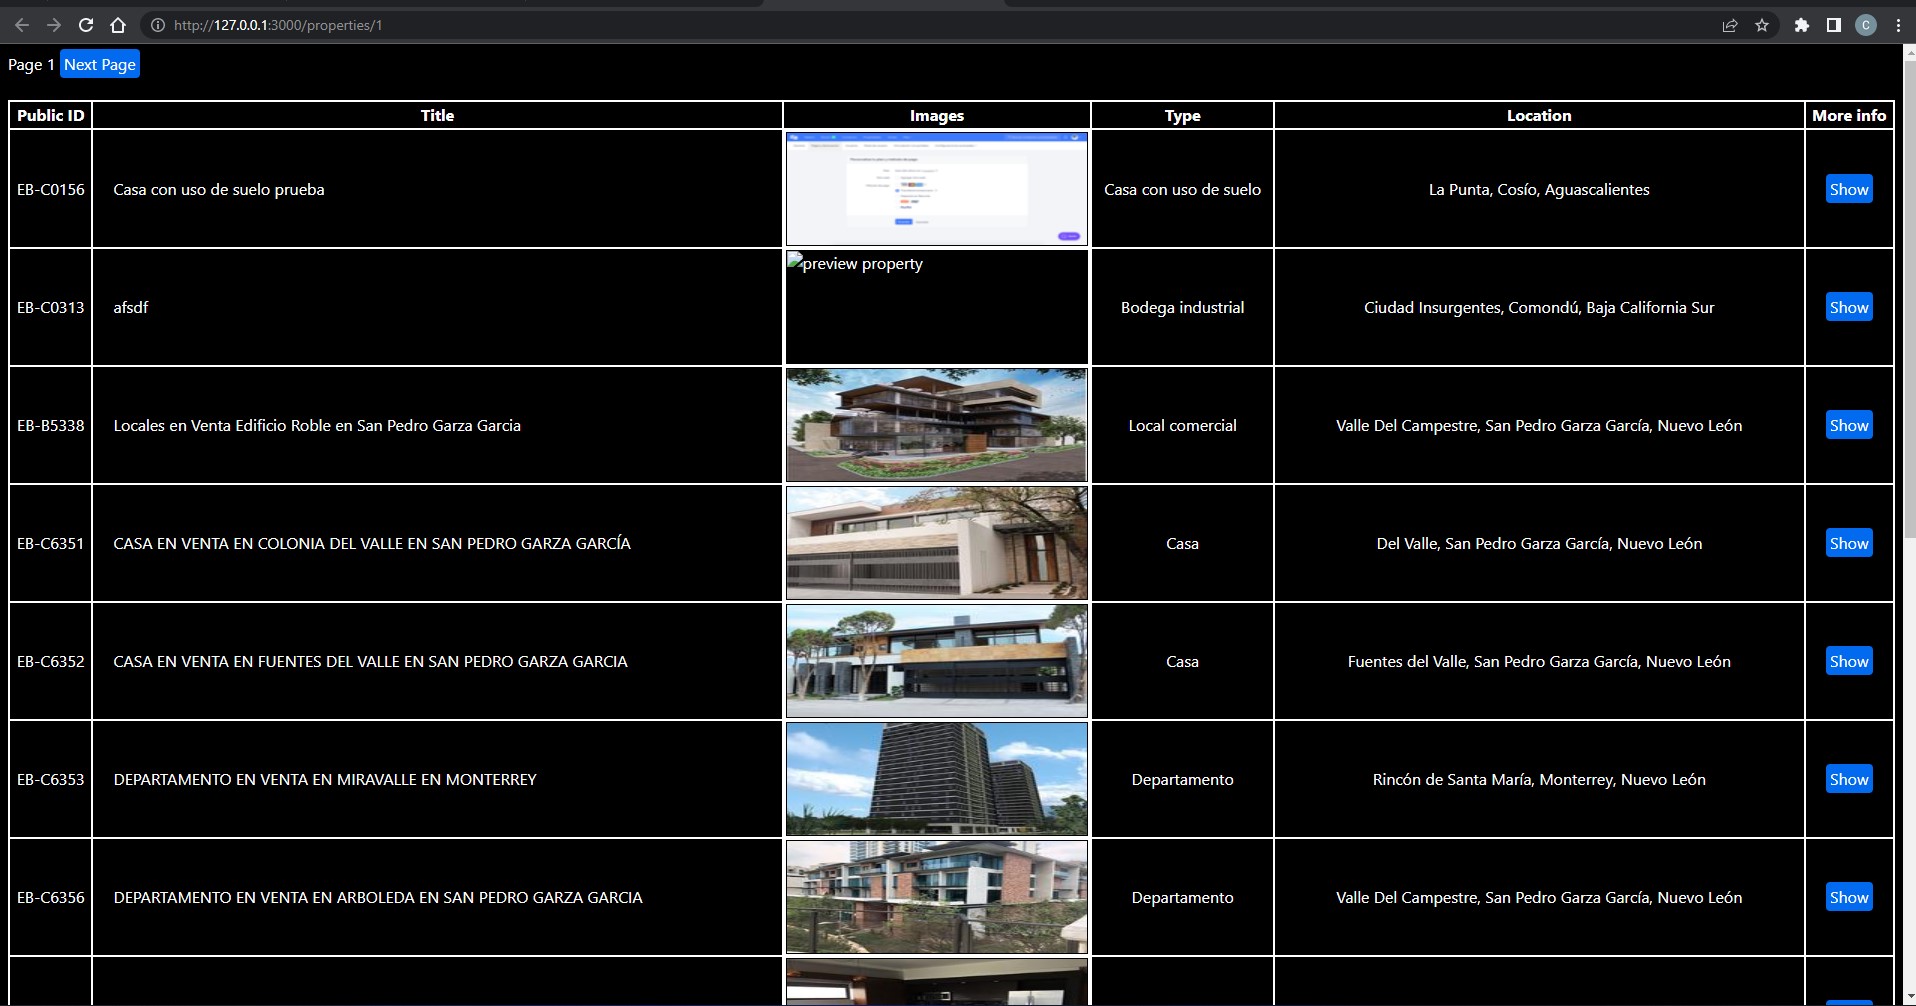 http://127.0.0.1:3000/properties/1
C
Page 1 Next Page
Public ID Title Images Type Location More info
EB-C0156 Casa con uso de suelo prueba Casa con uso de suelo La Punta, Cosío, Aguascalientes Show
preview property
EB-C0313 afsdf Bodega industrial Ciudad Insurgentes, Comondú, Baja California Sur Show
EB-B5338 Locales en Venta Edificio Roble en San Pedro Garza Garcia Local comercial Valle Del Campestre, San Pedro Garza García, Nuevo León Show
EB-C6351 CASA EN VENTA EN COLONIA DEL VALLE EN SAN PEDRO GARZA GARCÍA Casa Del Valle, San Pedro Garza García, Nuevo León Show
EB-C6352 CASA EN VENTA EN FUENTES DEL VALLE EN SAN PEDRO GARZA GARCIA Casa Fuentes del Valle, San Pedro Garza García, Nuevo León Show
EB-C6353 DEPARTAMENTO EN VENTA EN MIRAVALLE EN MONTERREY Departamento Rincón de Santa María, Monterrey, Nuevo León Show
EB-C6356 DEPARTAMENTO EN VENTA EN ARBOLEDA EN SAN PEDRO GARZA GARCIA Departamento Valle Del Campestre, San Pedro Garza García, Nuevo León Show